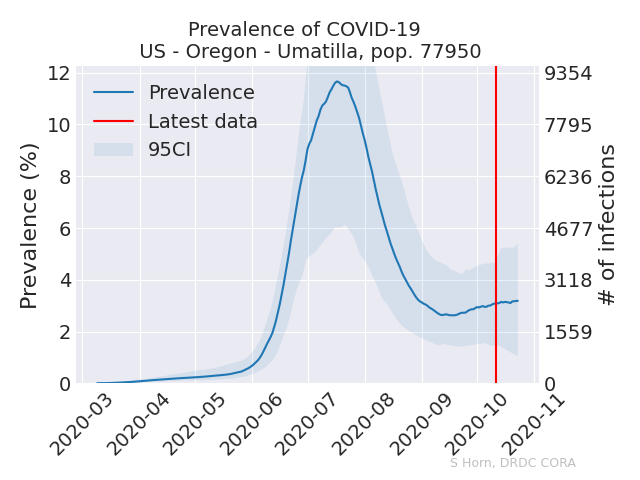 Prevalence of COVID-19
US - Oregon - Umatilla, pop. 77950
Prevalence (%)
12
10
8
6
4
2
0
Prevalence
Latest data
95CI
9354
7795
6236
4677
3118
1559
0
# of infections
2020-03
2020-04
2020-05
2020-06
2020-07
2020-08
2020-09
2020-10
2020-11
S Horn, DRDC CORA